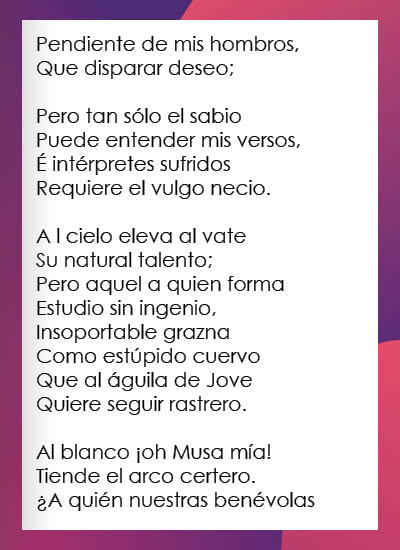 Pendiente de mis hombros,
Que disparar deseo;
Pero tan sólo el sabio
Puede entender mis versos,
É intérpretes sufridos
Requiere el vulgo necio.
A l cielo eleva al vate
Su natural talento;
Pero aquel a quien forma
Estudio sin ingenio,
Insoportable grazna
Como estúpido cuervo
Que al águila de Jove
Quiere seguir rastrero.
Al blanco ¡oh Musa mía!
Tiende el arco certero.
¿A quién nuestras benévolas